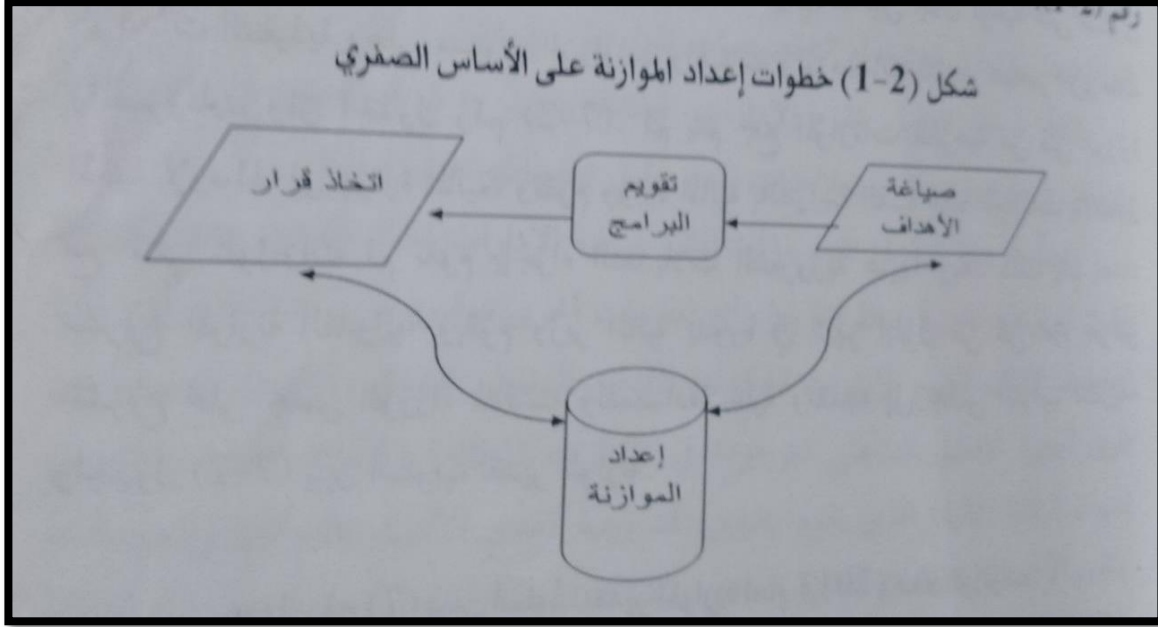 شكل (2-1) خطوات إعداد الموازنة على الأساس الصفري
صياغة
الأهداف
تقويم
البرامج
اتخاذ قرار
إعداد
الموازنة